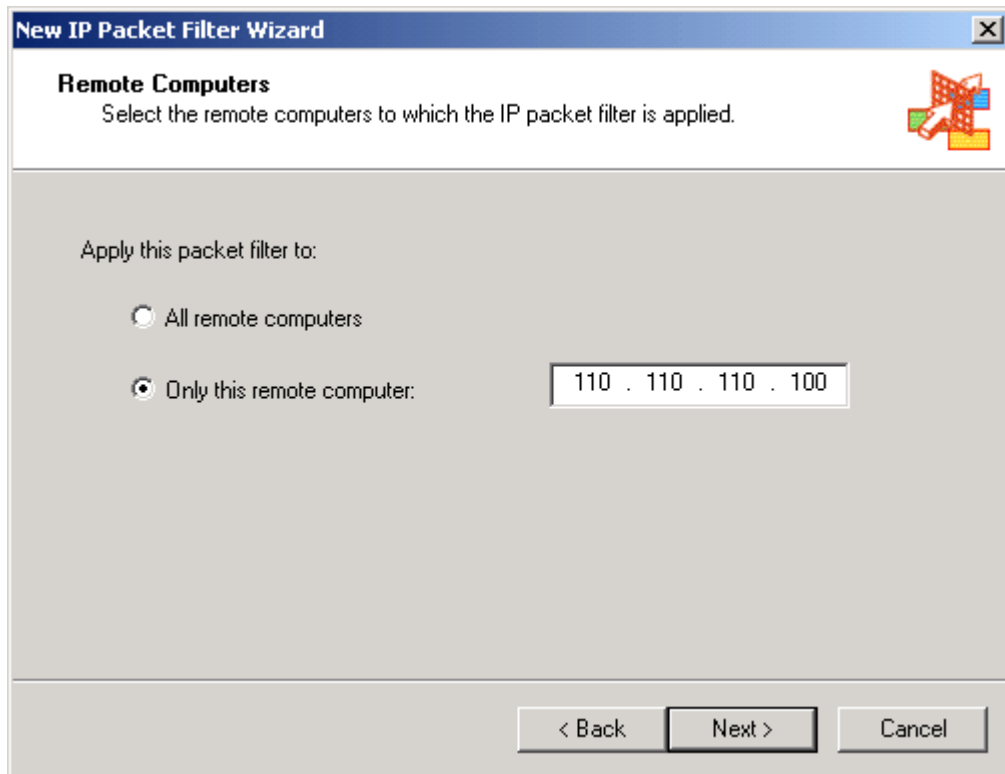 New IP Packet Filter Wizard
Remote Computers
Select the remote computers to which the IP packet filter is applied.
Apply this packet filter to:
All remote computers
Only this remote computer: 110 . 110 . 110 . 100
< Back Next > Cancel